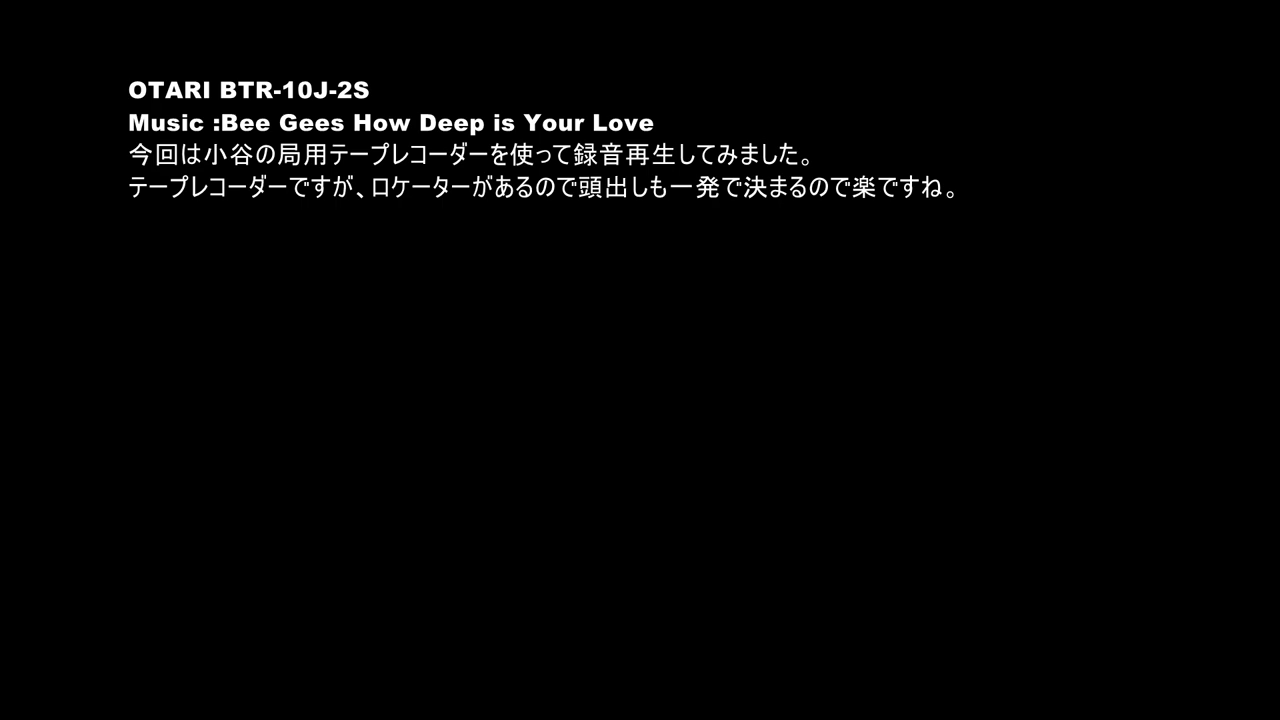 OTARI BTR-10J-2S
Music :Bee Gees How Deep is Your Love
今回は小谷の局用テープレコーダーを使って録音再生してみました。
テープレコーダーですが、ロケーターがあるので頭出しも一発で決まるので楽ですね。